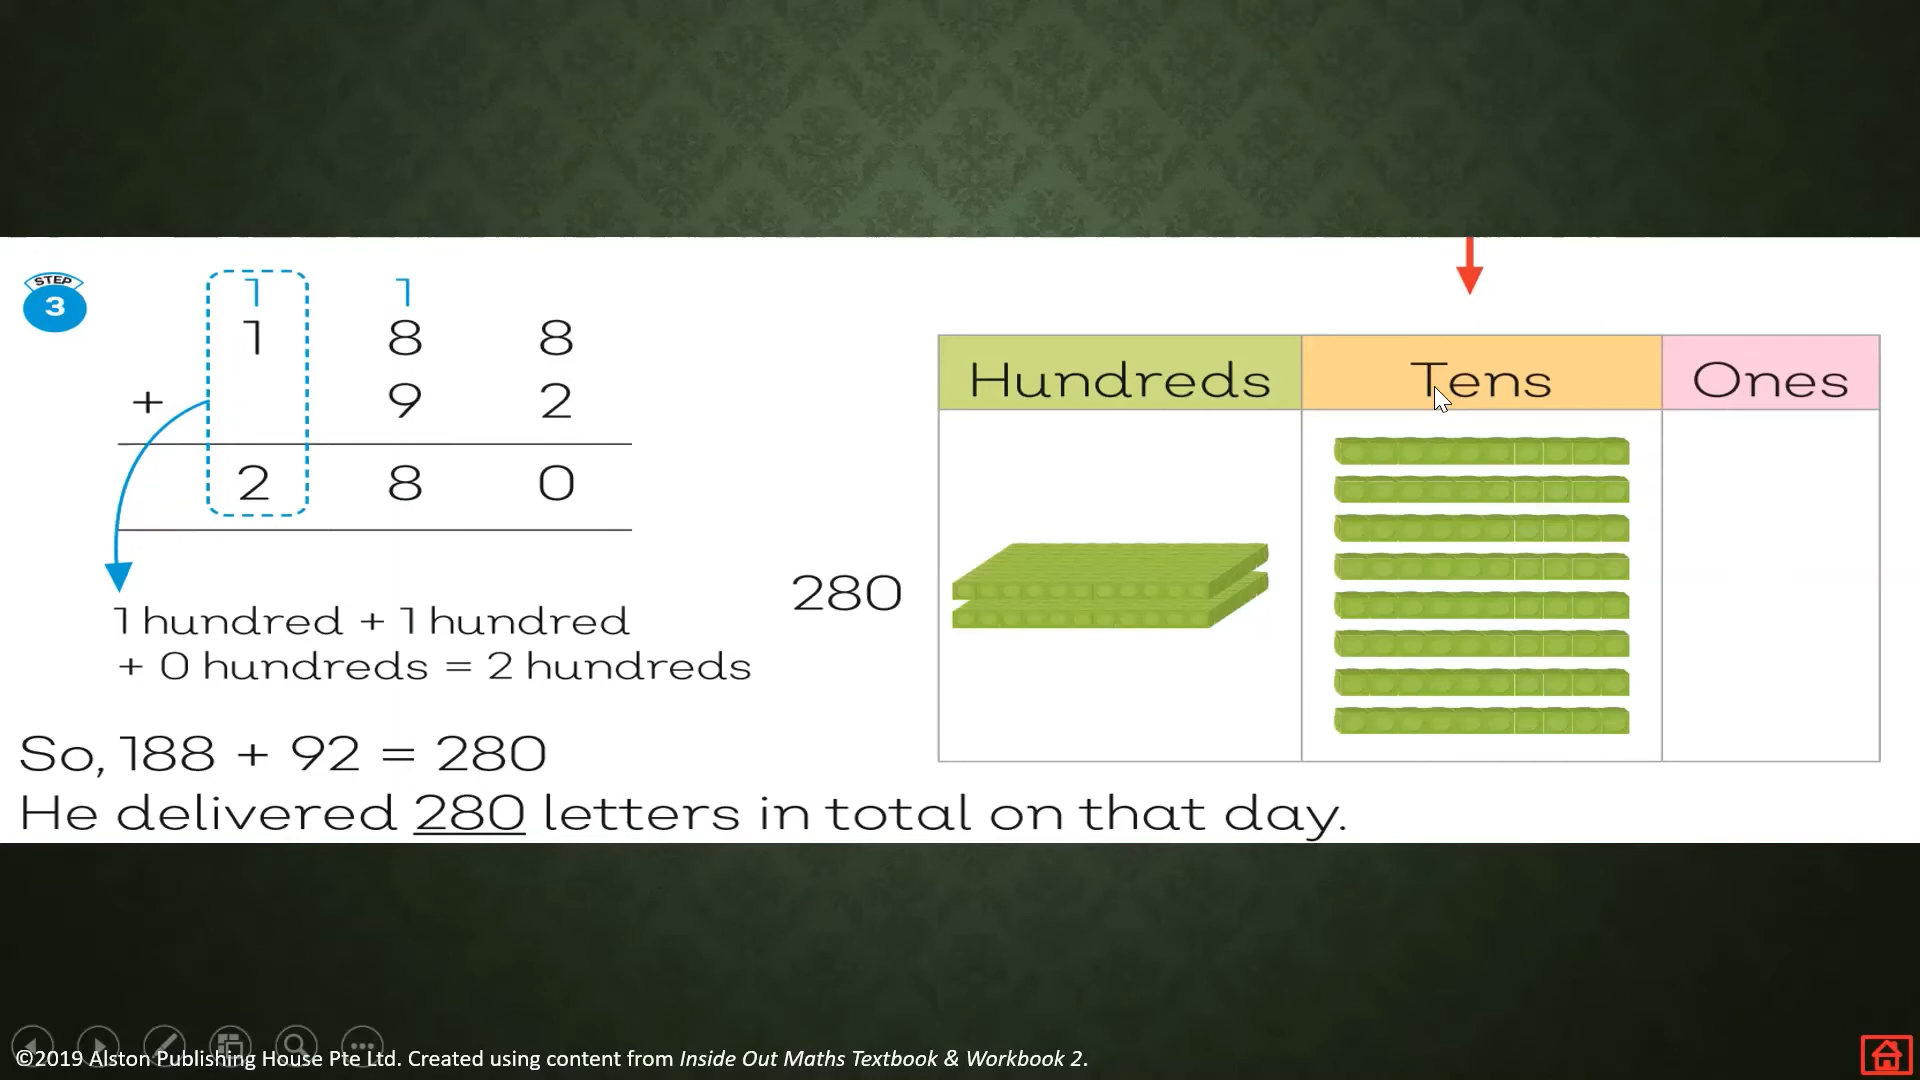 STEP
3
1 1
1 8 8
+ 9 2
2 8 0
1 hundred + 1 hundred
+ 0 hundreds = 2 hundreds
280
Hundreds Tens Ones
So, 188 + 92 = 280
He delivered 280 letters in total on that day.
©2019 Alston Publishing House Pte Ltd. Created using content from Inside Out Maths Textbook & Workbook 2.